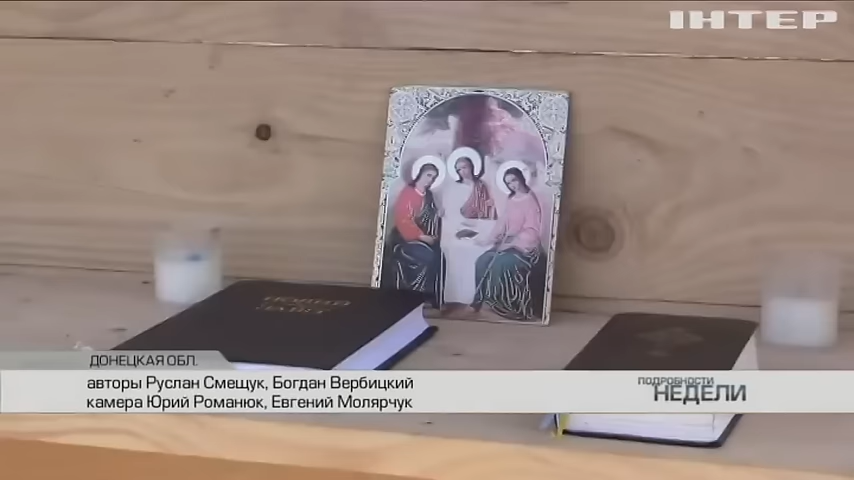 ІНТЕР
ДОНЕЦКАЯ ОБЛ.
авторы Руслан Смещук, Богдан Вербицкий
камера Юрий Романюк, Евгений Молярчук
ПОДРОБНОСТИ
НЕДЕЛИ